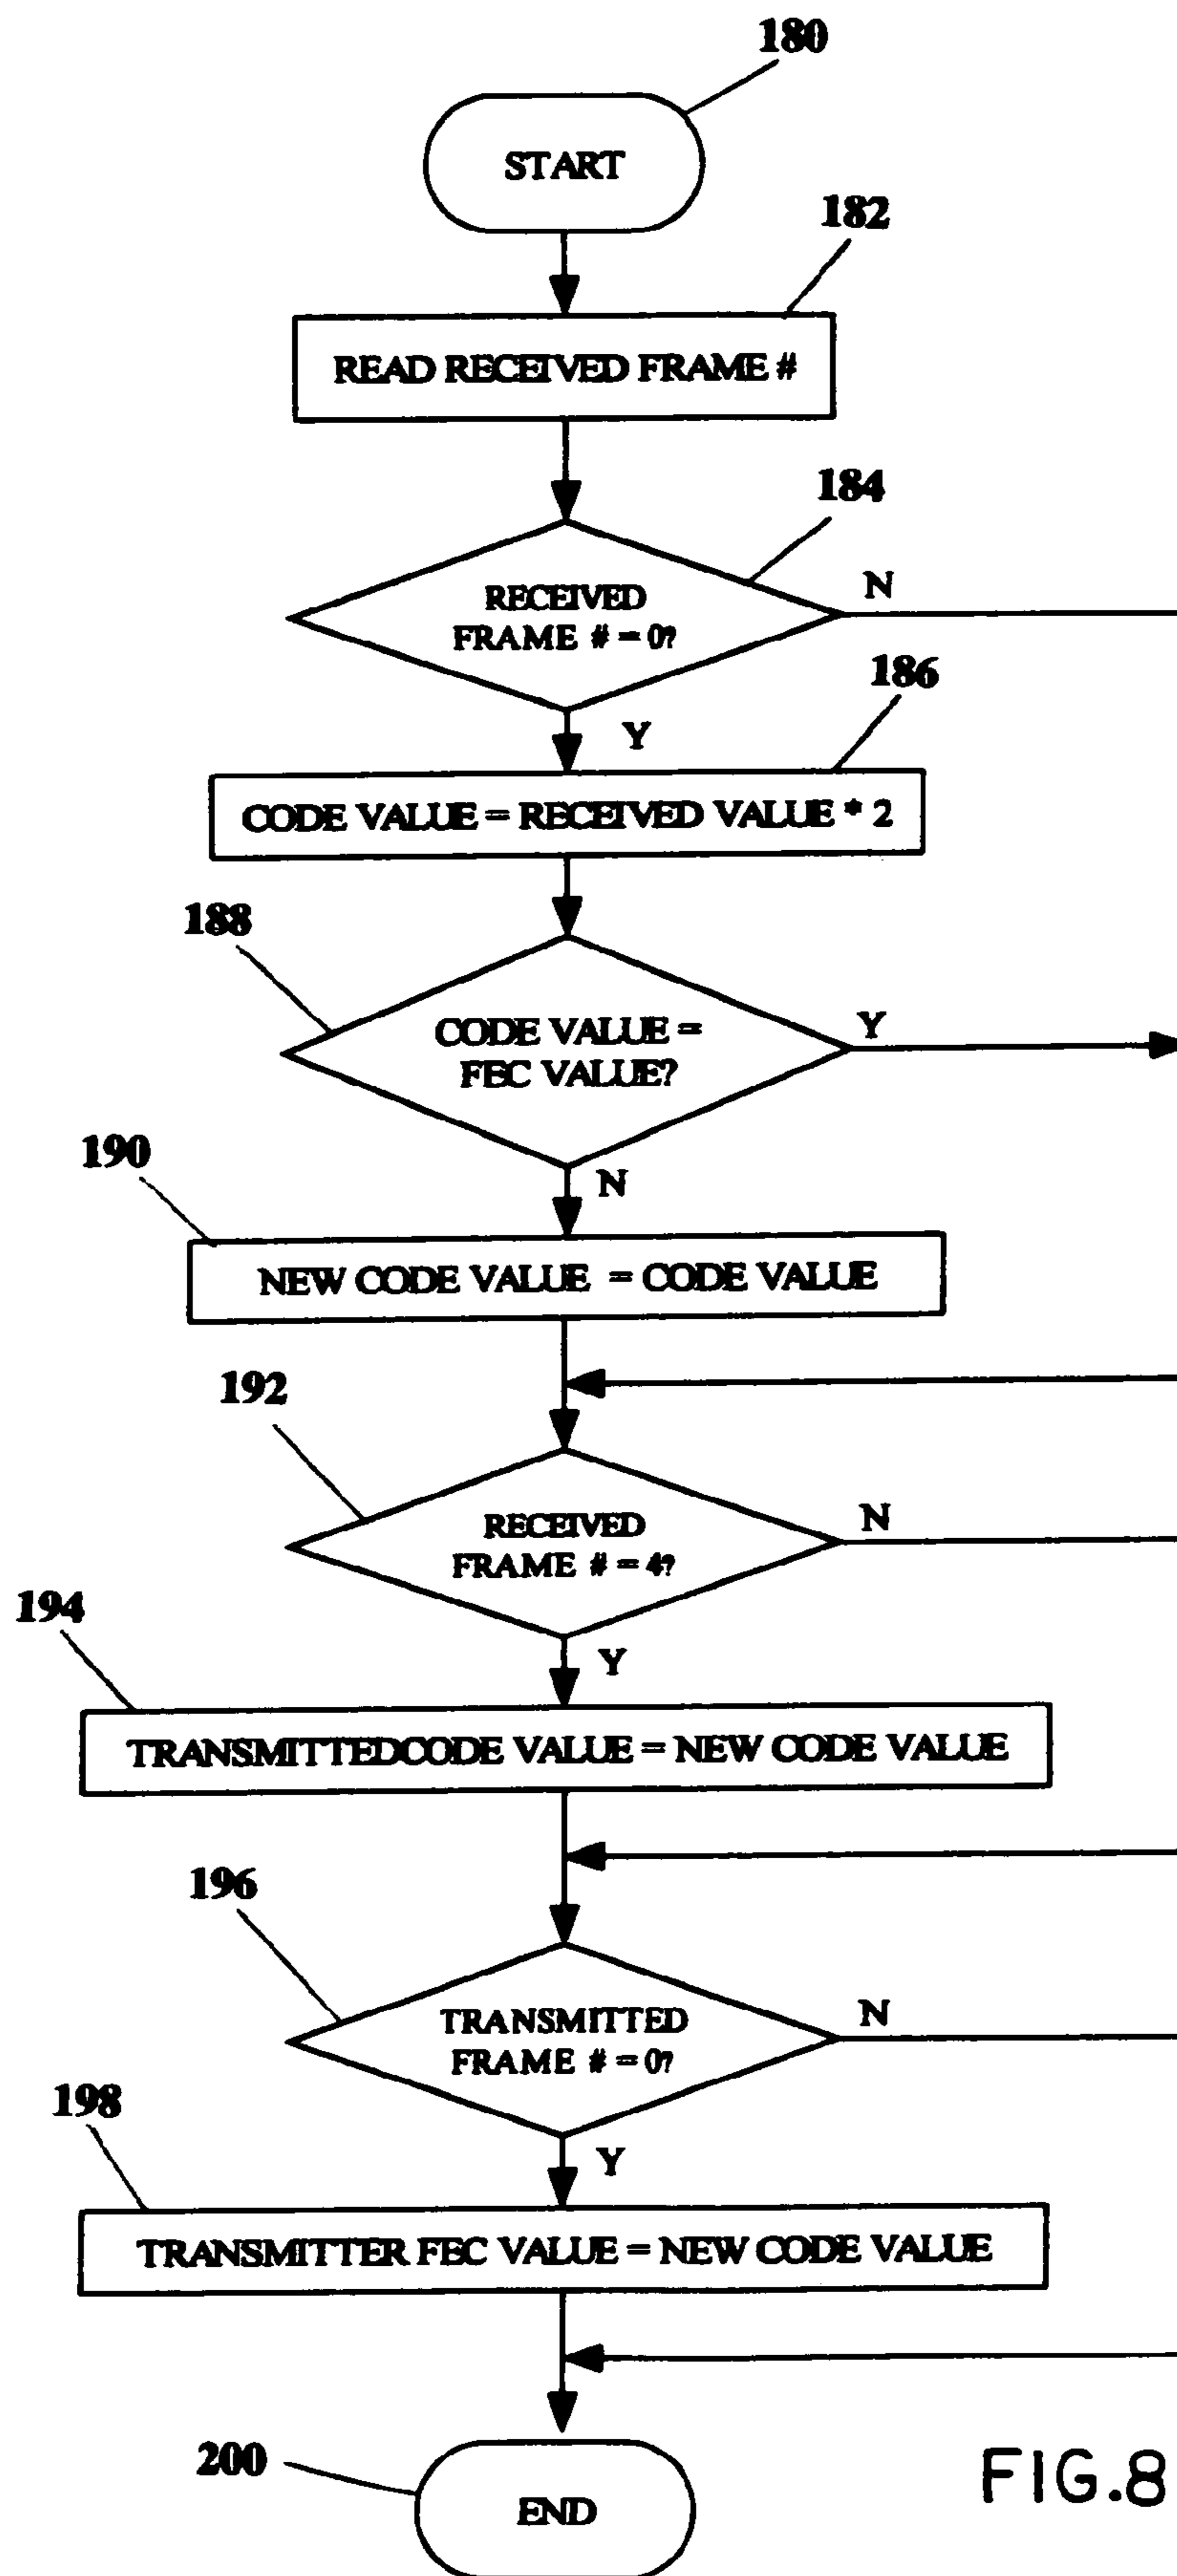 180
START
182
READ RECEIVED FRAME #
184
RECEIVED
FRAME # = 0?
N
Y
186
CODE VALUE = RECEIVED VALUE * 2
188
CODE VALUE =
FEC VALUE?
Y
N
190
NEW CODE VALUE = CODE VALUE
192
RECEIVED
FRAME # = 4?
N
Y
194
TRANSMITTEDCODE VALUE = NEW CODE VALUE
196
TRANSMITTED
FRAME # = 0?
N
Y
198
TRANSMITTER FEC VALUE = NEW CODE VALUE
200
END
FIG.8